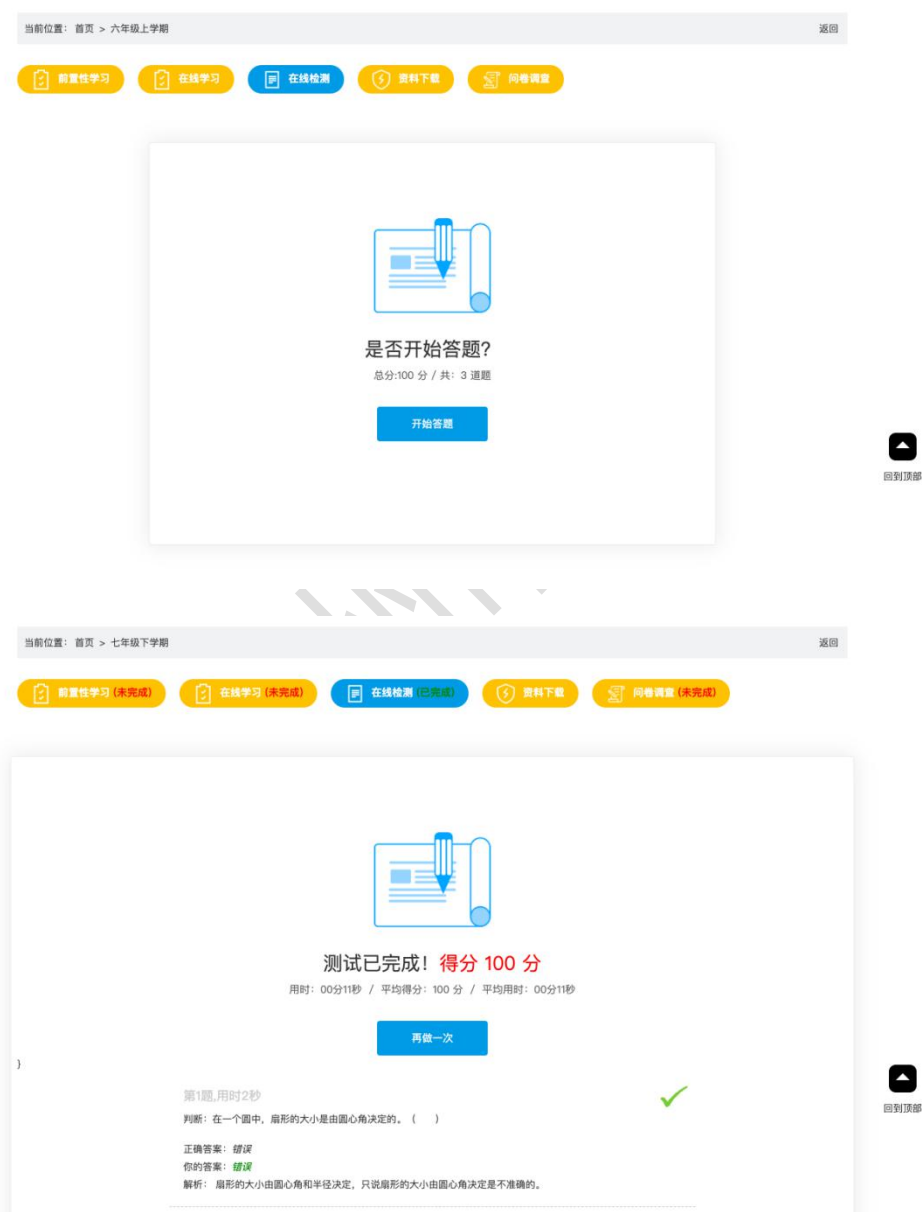 当前位置： 首页 > 六年级上学期 返回
前置性学习 在线学习 在线检测 资料下载 问卷调查
是否开始答题?
总分:100 分 / 共： 3 道题
开始答题
回到顶部
当前位置： 首页 > 七年级下学期 返回
前置性学习 (未完成) 在线学习 (未完成) 在线检测 (已完成) 资料下载 问卷调查 (未完成)
测试已完成！得分 100 分
用时： 00分11秒 / 平均得分： 100 分 / 平均用时： 00分11秒
再做一次
}
回到顶部
第1题,用时2秒
判断：在一个圆中，扇形的大小是由圆心角决定的。（ ）
正确答案：错误
你的答案：错误
解析： 扇形的大小由圆心角和半径决定，只说扇形的大小由圆心角决定是不准确的。